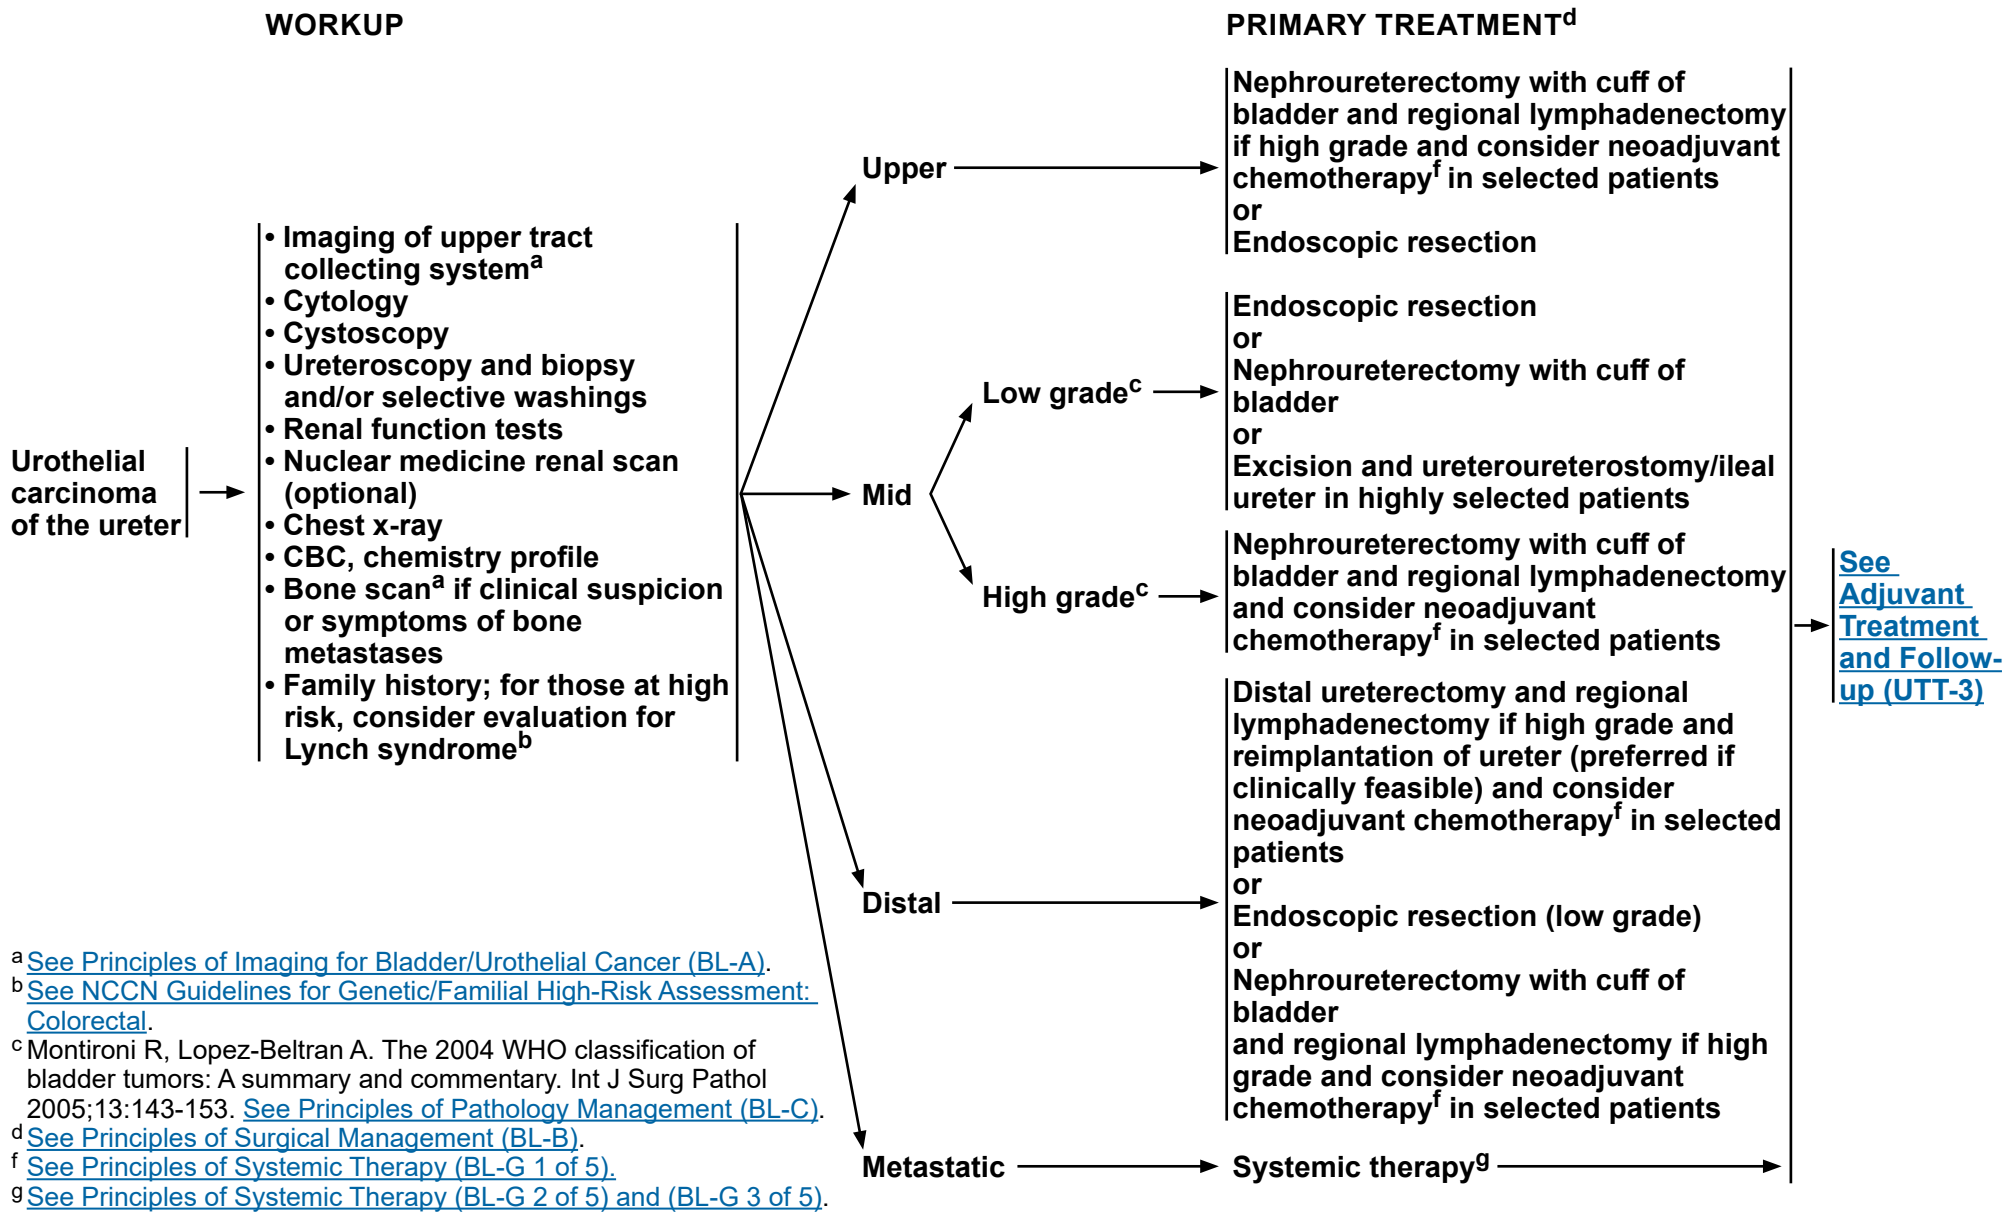 WORKUP
PRIMARY TREATMENTd
Urothelial
carcinoma
of the ureter
• Imaging of upper tract
collecting systema
• Cytology
• Cystoscopy
• Ureteroscopy and biopsy
and/or selective washings
• Renal function tests
• Nuclear medicine renal scan
(optional)
• Chest x-ray
• CBC, chemistry profile
• Bone scana if clinical suspicion
or symptoms of bone
metastases
• Family history; for those at high
risk, consider evaluation for
Lynch syndromeb
Upper
Nephroureterectomy with cuff of
bladder and regional lymphadenectomy
if high grade and consider neoadjuvant
chemotherapyf in selected patients
or
Endoscopic resection
Mid
Low gradec
Endoscopic resection
or
Nephroureterectomy with cuff of
bladder
or
Excision and ureteroureterostomy/ileal
ureter in highly selected patients
High gradec
Nephroureterectomy with cuff of
bladder and regional lymphadenectomy
and consider neoadjuvant
chemotherapyf in selected patients
Distal
Distal ureterectomy and regional
lymphadenectomy if high grade and
reimplantation of ureter (preferred if
clinically feasible) and consider
neoadjuvant chemotherapyf in selected
patients
or
Endoscopic resection (low grade)
or
Nephroureterectomy with cuff of
bladder
and regional lymphadenectomy if high
grade and consider neoadjuvant
chemotherapyf in selected patients
Metastatic
Systemic therapyg
See
Adjuvant
Treatment
and Follow-
up (UTT-3)
a See Principles of Imaging for Bladder/Urothelial Cancer (BL-A).
b See NCCN Guidelines for Genetic/Familial High-Risk Assessment:
Colorectal.
c Montironi R, Lopez-Beltran A. The 2004 WHO classification of
bladder tumors: A summary and commentary. Int J Surg Pathol
2005;13:143-153. See Principles of Pathology Management (BL-C).
d See Principles of Surgical Management (BL-B).
f See Principles of Systemic Therapy (BL-G 1 of 5).
g See Principles of Systemic Therapy (BL-G 2 of 5) and (BL-G 3 of 5).